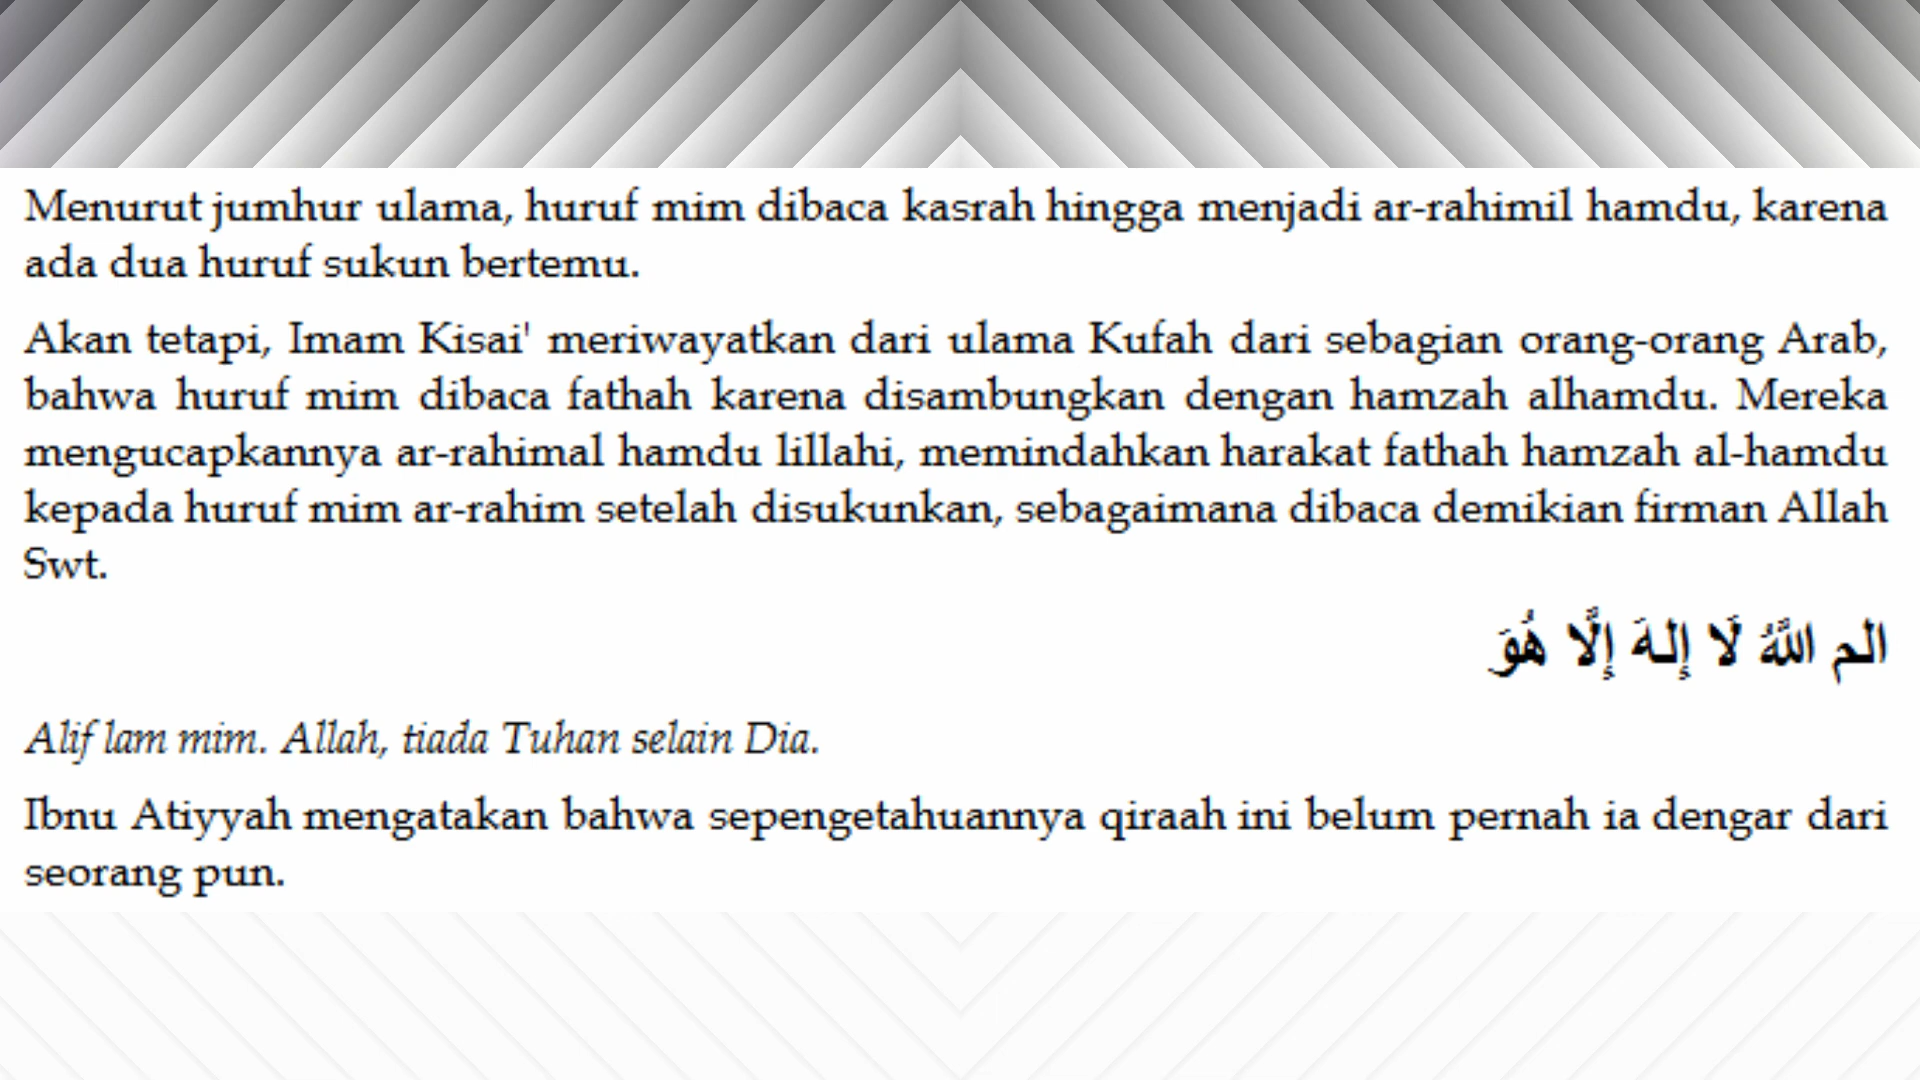 Menurut jumhur ulama, huruf mim dibaca kasrah hingga menjadi ar-rahimil hamdu, karena
ada dua huruf sukun bertemu.
Akan tetapi, Imam Kisai' meriwayatkan dari ulama Kufah dari sebagian orang-orang Arab,
bahwa huruf mim dibaca fathah karena disambungkan dengan hamzah alhamdu. Mereka
mengucapkannya ar-rahimal hamdu lillahi, memindahkan harakat fathah hamzah al-hamdu
kepada huruf mim ar-rahim setelah disukunkan, sebagaimana dibaca demikian firman Allah
Swt.
الم اللَّهُ لَا إِلهَ إِلَّا هُوَ
Alif lam mim. Allah, tiada Tuhan selain Dia.
Ibnu Atiyyah mengatakan bahwa sepengetahuannya qiraah ini belum pernah ia dengar dari
seorang pun.